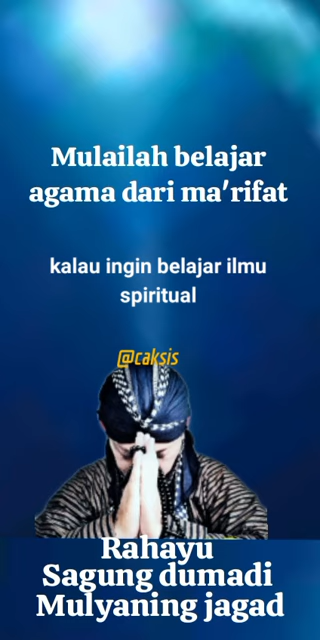 Mulailah belajar
agama dari ma'rifat
kalau ingin belajar ilmu
spiritual
@caksis
Rahayu
Sagung dumadi
Mulyaning jagad